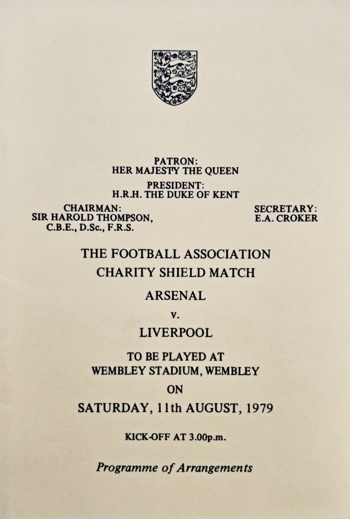 PATRON:
HER MAJESTY THE QUEEN
PRESIDENT:
H.R.H. THE DUKE OF KENT
CHAIRMAN:
SIR HAROLD THOMPSON,
C.B.E., D.Sc., F.R.S.
SECRETARY:
E.A. CROKER
THE FOOTBALL ASSOCIATION
CHARITY SHIELD MATCH
ARSENAL
v.
LIVERPOOL
TO BE PLAYED AT
WEMBLEY STADIUM, WEMBLEY
ON
SATURDAY, 11th AUGUST, 1979
KICK-OFF AT 3.00p.m.
Programme of Arrangements